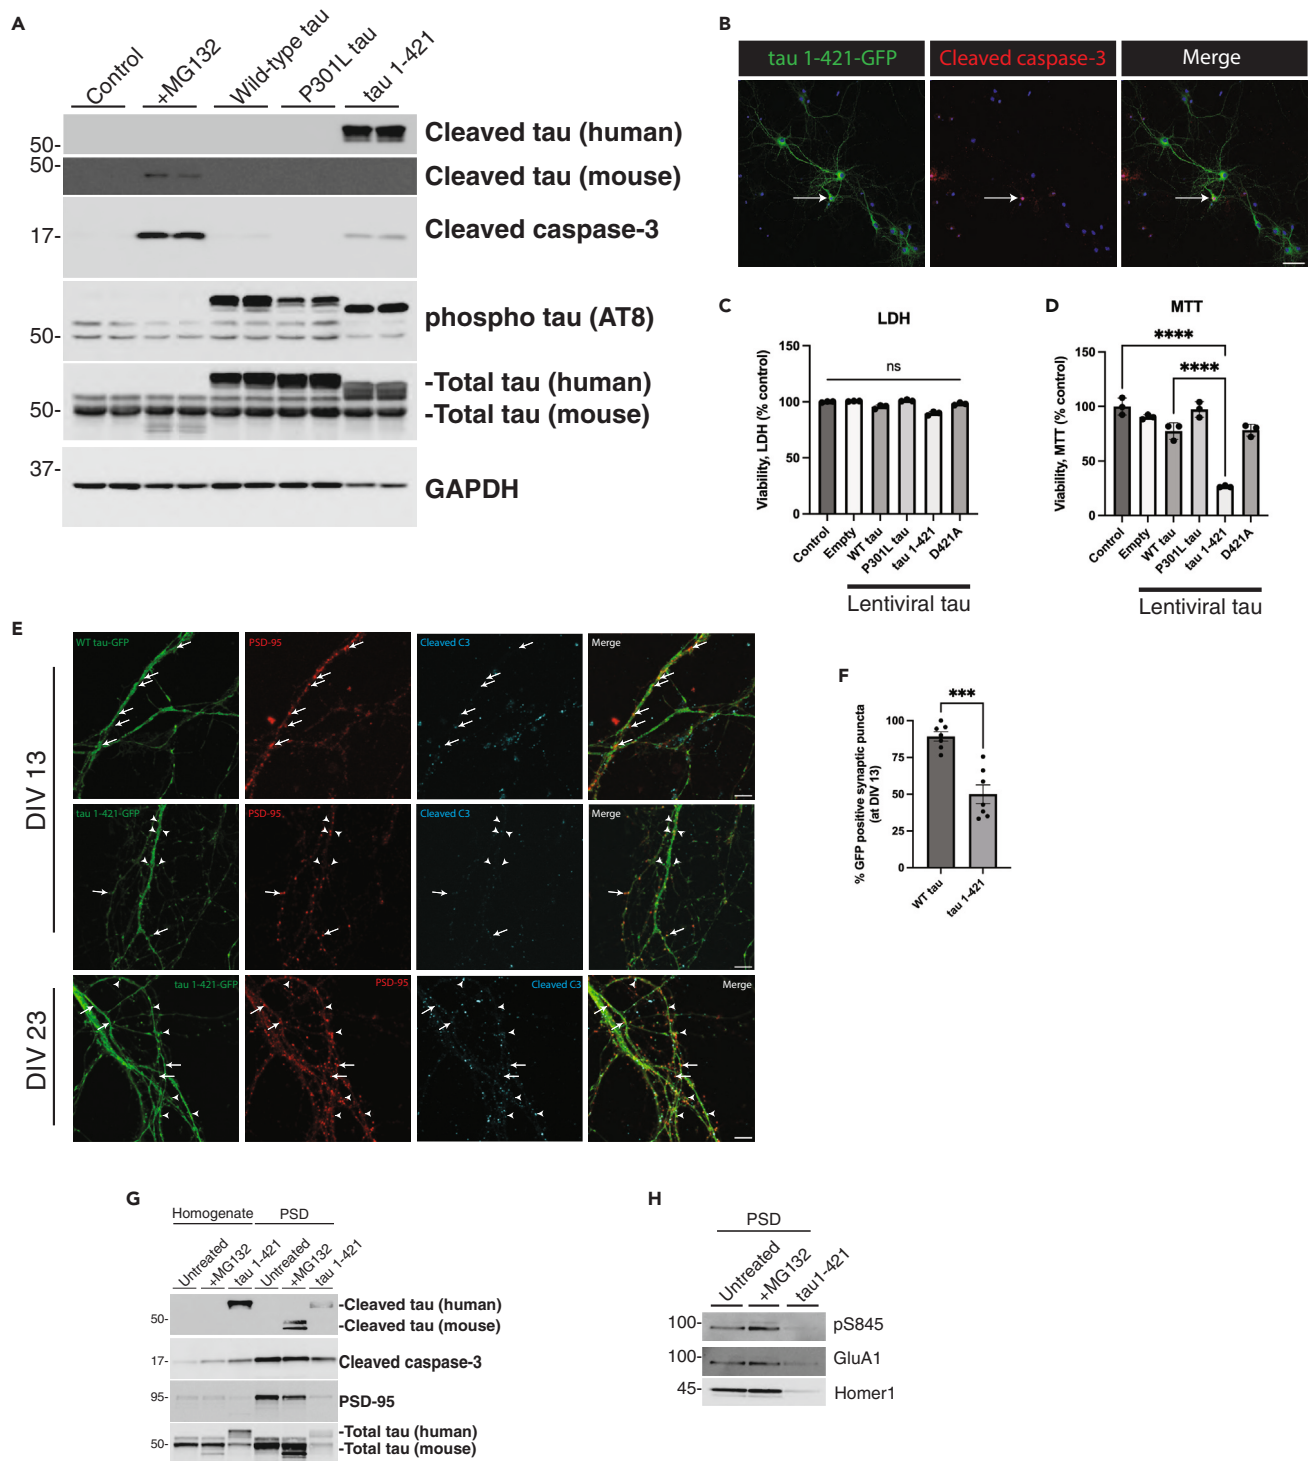 A
Control
+MG132
Wild-type tau
P301L tau
tau 1-421
50-
Cleaved tau (human)
50-
Cleaved tau (mouse)
17-
Cleaved caspase-3
50-
phospho tau (AT8)
50-
-Total tau (human)
-Total tau (mouse)
37-
GAPDH
B
tau 1-421-GFP
Cleaved caspase-3
Merge
C
LDH
Viability, LDH (% control)
150
100
50
0
ns
Control
Empty
WT tau
P301L tau
tau 1-421
D421A
Lentiviral tau
D
MTT
Viability, MTT (% control)
150
100
50
0
****
****
Control
Empty
WT tau
P301L tau
tau 1-421
D421A
Lentiviral tau
E
DIV 13
WT tau-GFP
PSD-95
Cleaved C3
Merge
tau 1-421-GFP
PSD-95
Cleaved C3
Merge
DIV 23
tau 1-421-GFP
PSD-95
Cleaved C3
Merge
F
% GFP positive synaptic puncta
(at DIV 13)
100
75
50
25
0
***
WT tau
tau 1-421
G
Homogenate
PSD
Untreated
+MG132
tau 1-421
Untreated
+MG132
tau 1-421
50-
-Cleaved tau (human)
-Cleaved tau (mouse)
17-
Cleaved caspase-3
95-
PSD-95
50-
-Total tau (human)
-Total tau (mouse)
H
PSD
Untreated
+MG132
tau1-421
100-
pS845
100-
GluA1
45-
Homer1